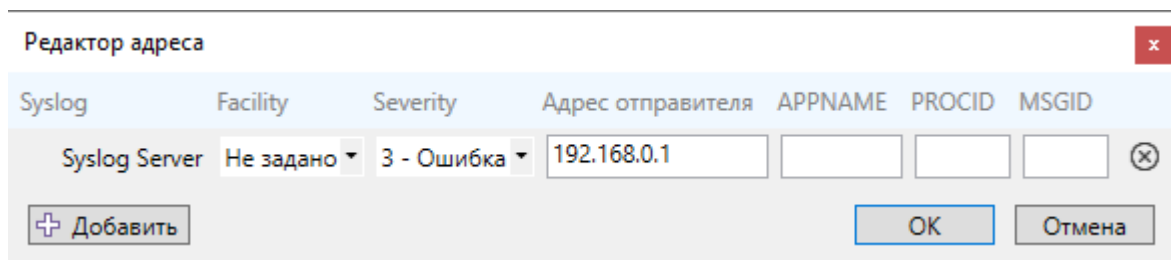 Редактор адреса
x
Syslog Facility Severity Адрес отправителя APPNAME PROCID MSGID
Syslog Server Не задано 3 - Ошибка 192.168.0.1
Добавить OK Отмена